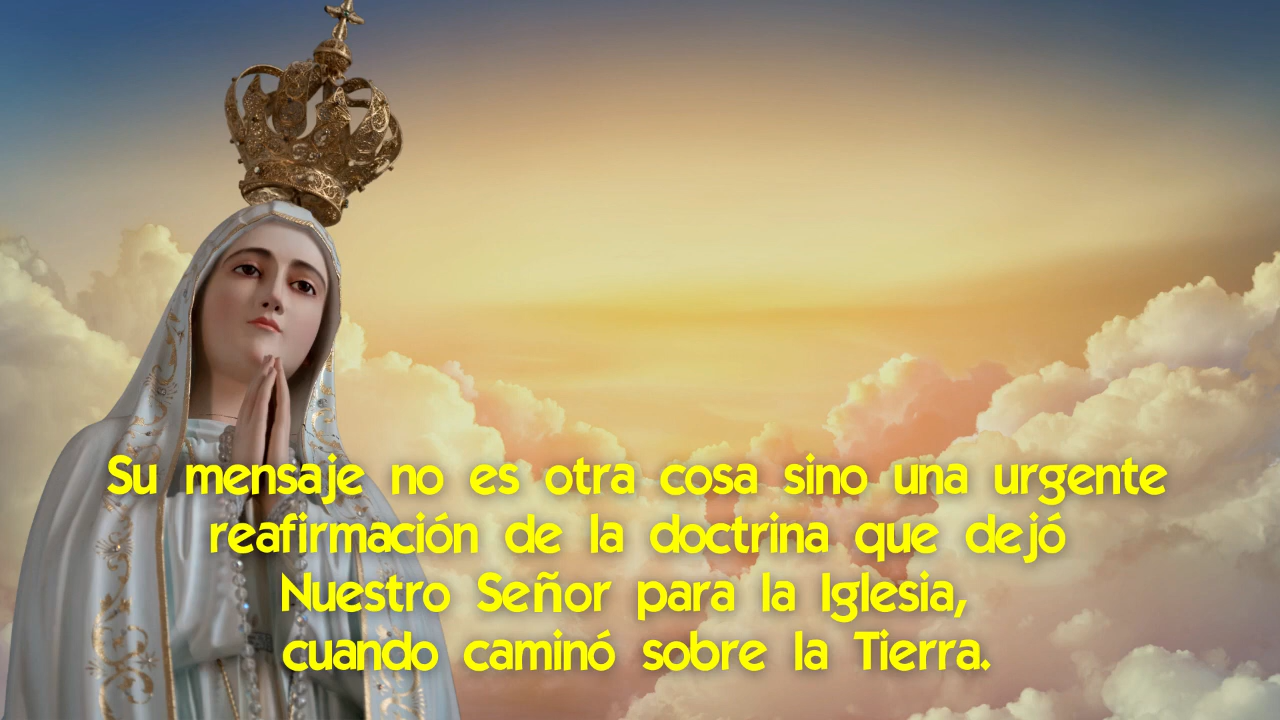 Su mensaje no es otra cosa sino una urgente
reafirmación de la doctrina que dejó
Nuestro Señor para la Iglesia,
cuando caminó sobre la Tierra.